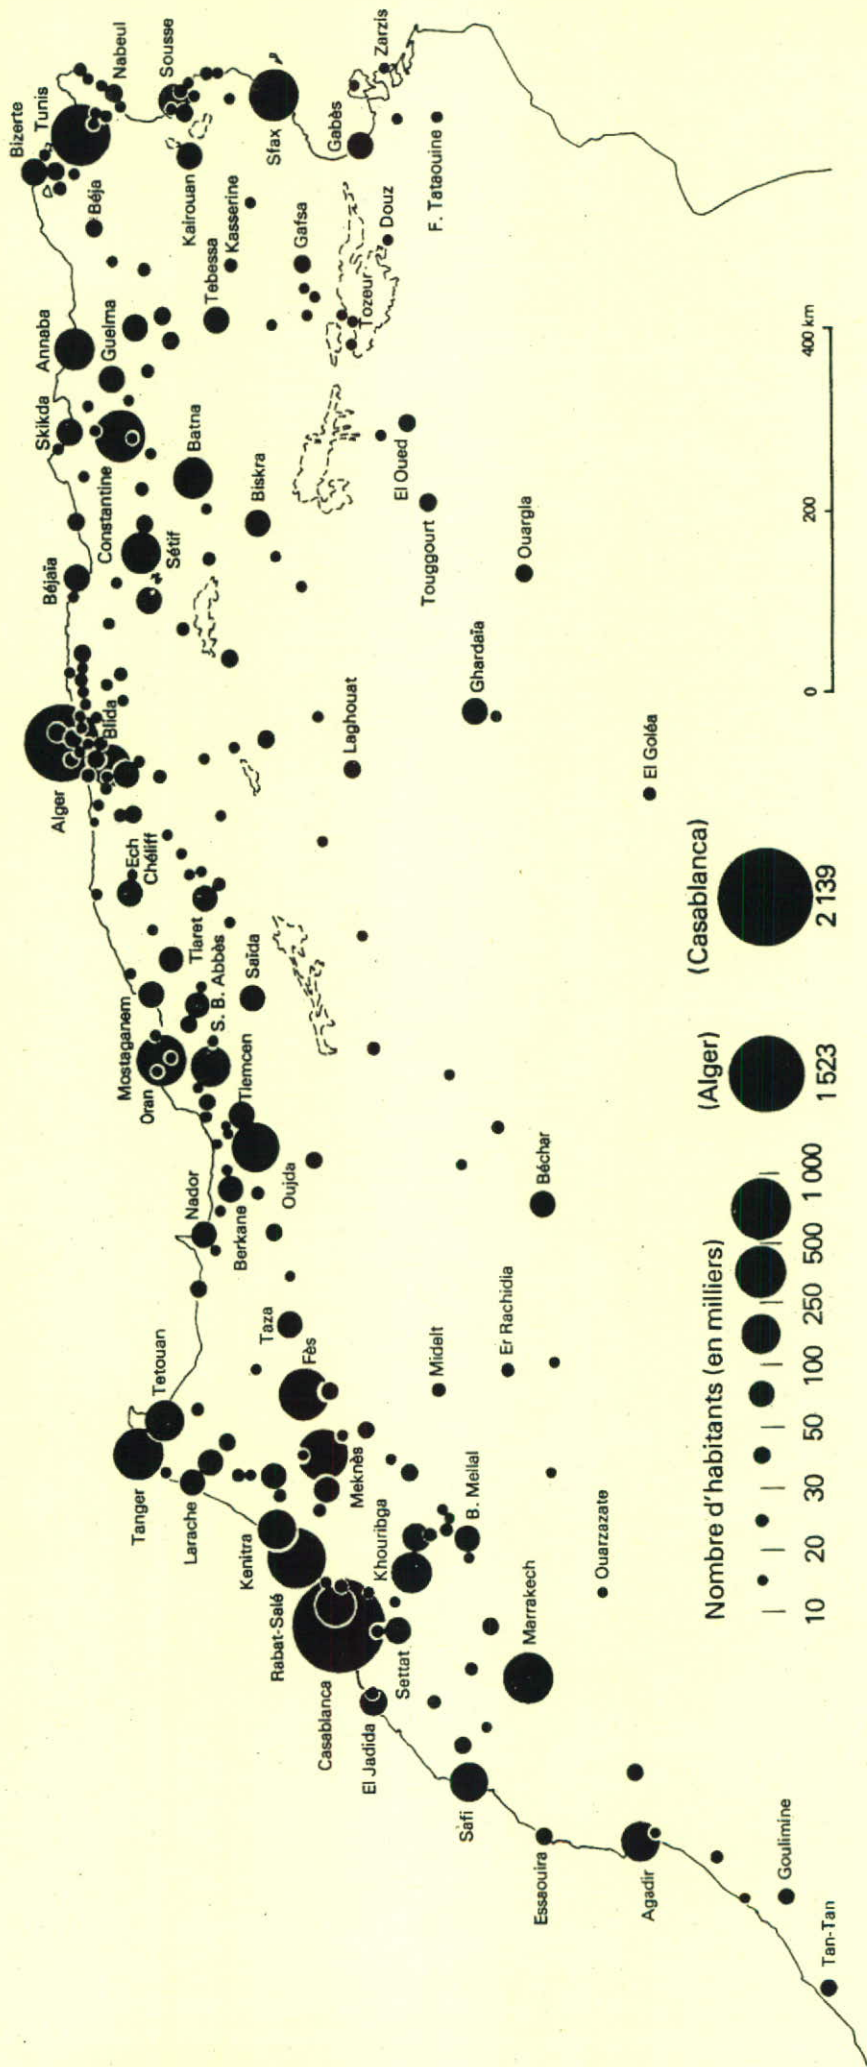 Bizerte
Tunis
Nabeul
Sousse
Béja
Kairouan
Kasserine
Sfax
Gabès
Zarzis
F. Tataouine
Douz
Tozeur
Gafsa
Tebessa
Annaba
Guelma
Skikda
Constantine
Batna
Biskra
El Oued
Touggourt
Ouargla
Béjaïa
Sétif
Alger
Blida
Laghouat
Ghardaïa
El Goléa
Ech
Chéliff
Tiaret
Mostaganem
Oran
S. B. Abbès
Saïda
Tlemcen
Nador
Berkane
Oujda
Béchar
Taza
Fès
Midelt
Er Rachidia
Tetouan
Tanger
Larache
Meknès
Kenitra
Rabat-Salé
Khouribga
B. Mellal
Casablanca
Settat
El Jadida
Marrakech
Ouarzazate
Safi
Essaouira
Agadir
Goulimine
Tan-Tan
Nombre d'habitants (en milliers)
10 20 30 50 100 250 500 1 000
(Alger)
1 523
(Casablanca)
2 139
0 200 400 km